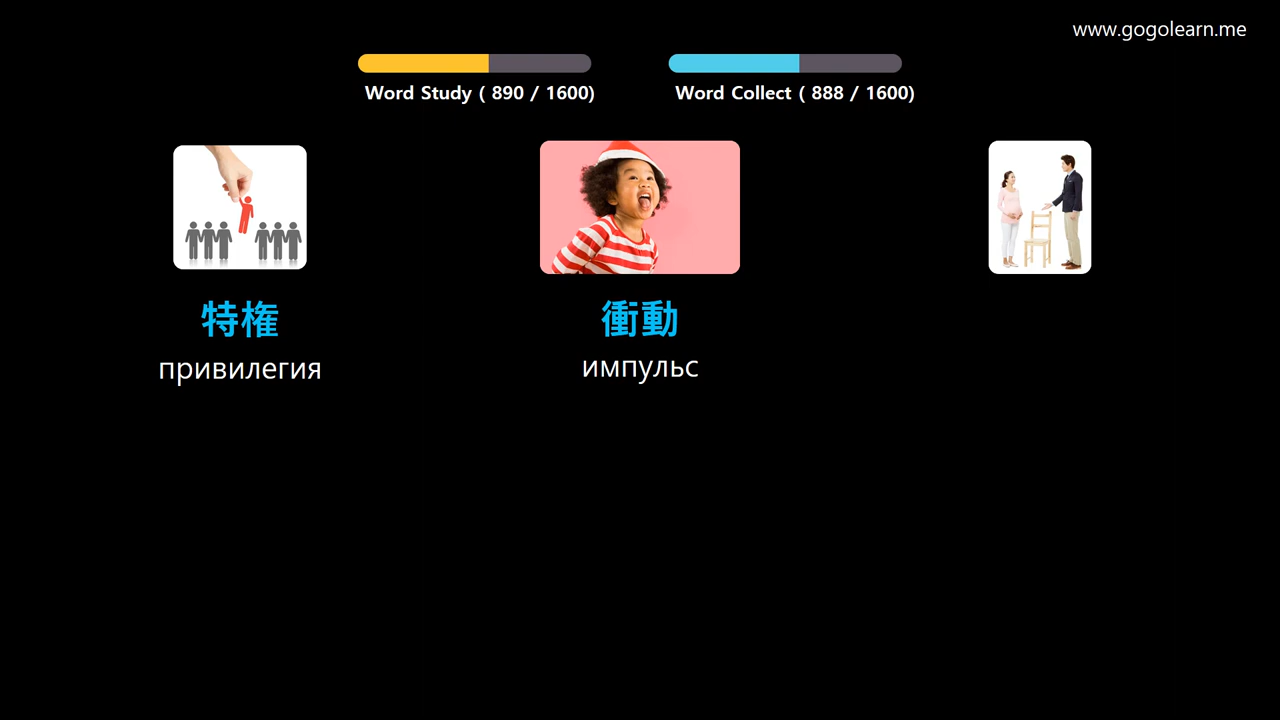 www.gogolearn.me
Word Study ( 890 / 1600)
Word Collect ( 888 / 1600)
特権
привилегия
衝動
импульс